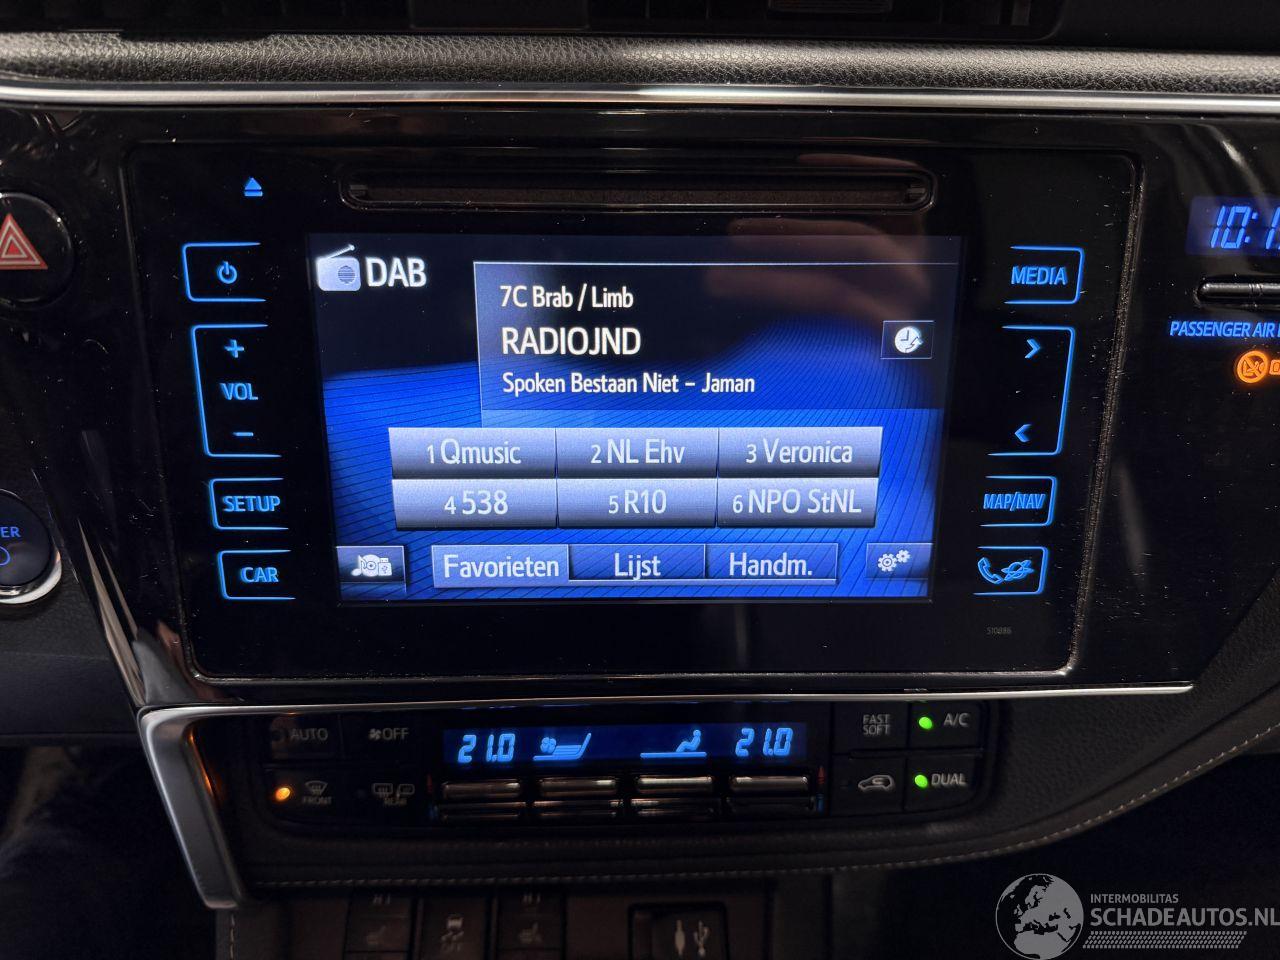 DAB
7C Brab / Limb
RADIOJND
Spoken Bestaan Niet - Jaman
1 Qmusic 2 NL Ehv 3 Veronica
4 538 5 R10 6 NPO StNL
Favorieten Lijst Handm.
+
VOL
-
SETUP
CAR
MEDIA
>
<
MAP/NAV
510086
PASSENGER AIR
AUTO OFF
FRONT REAR
21.0 21.0
FAST
SOFT
A/C
DUAL
INTERMOBILITAS
SCHADEAUTOS.NL